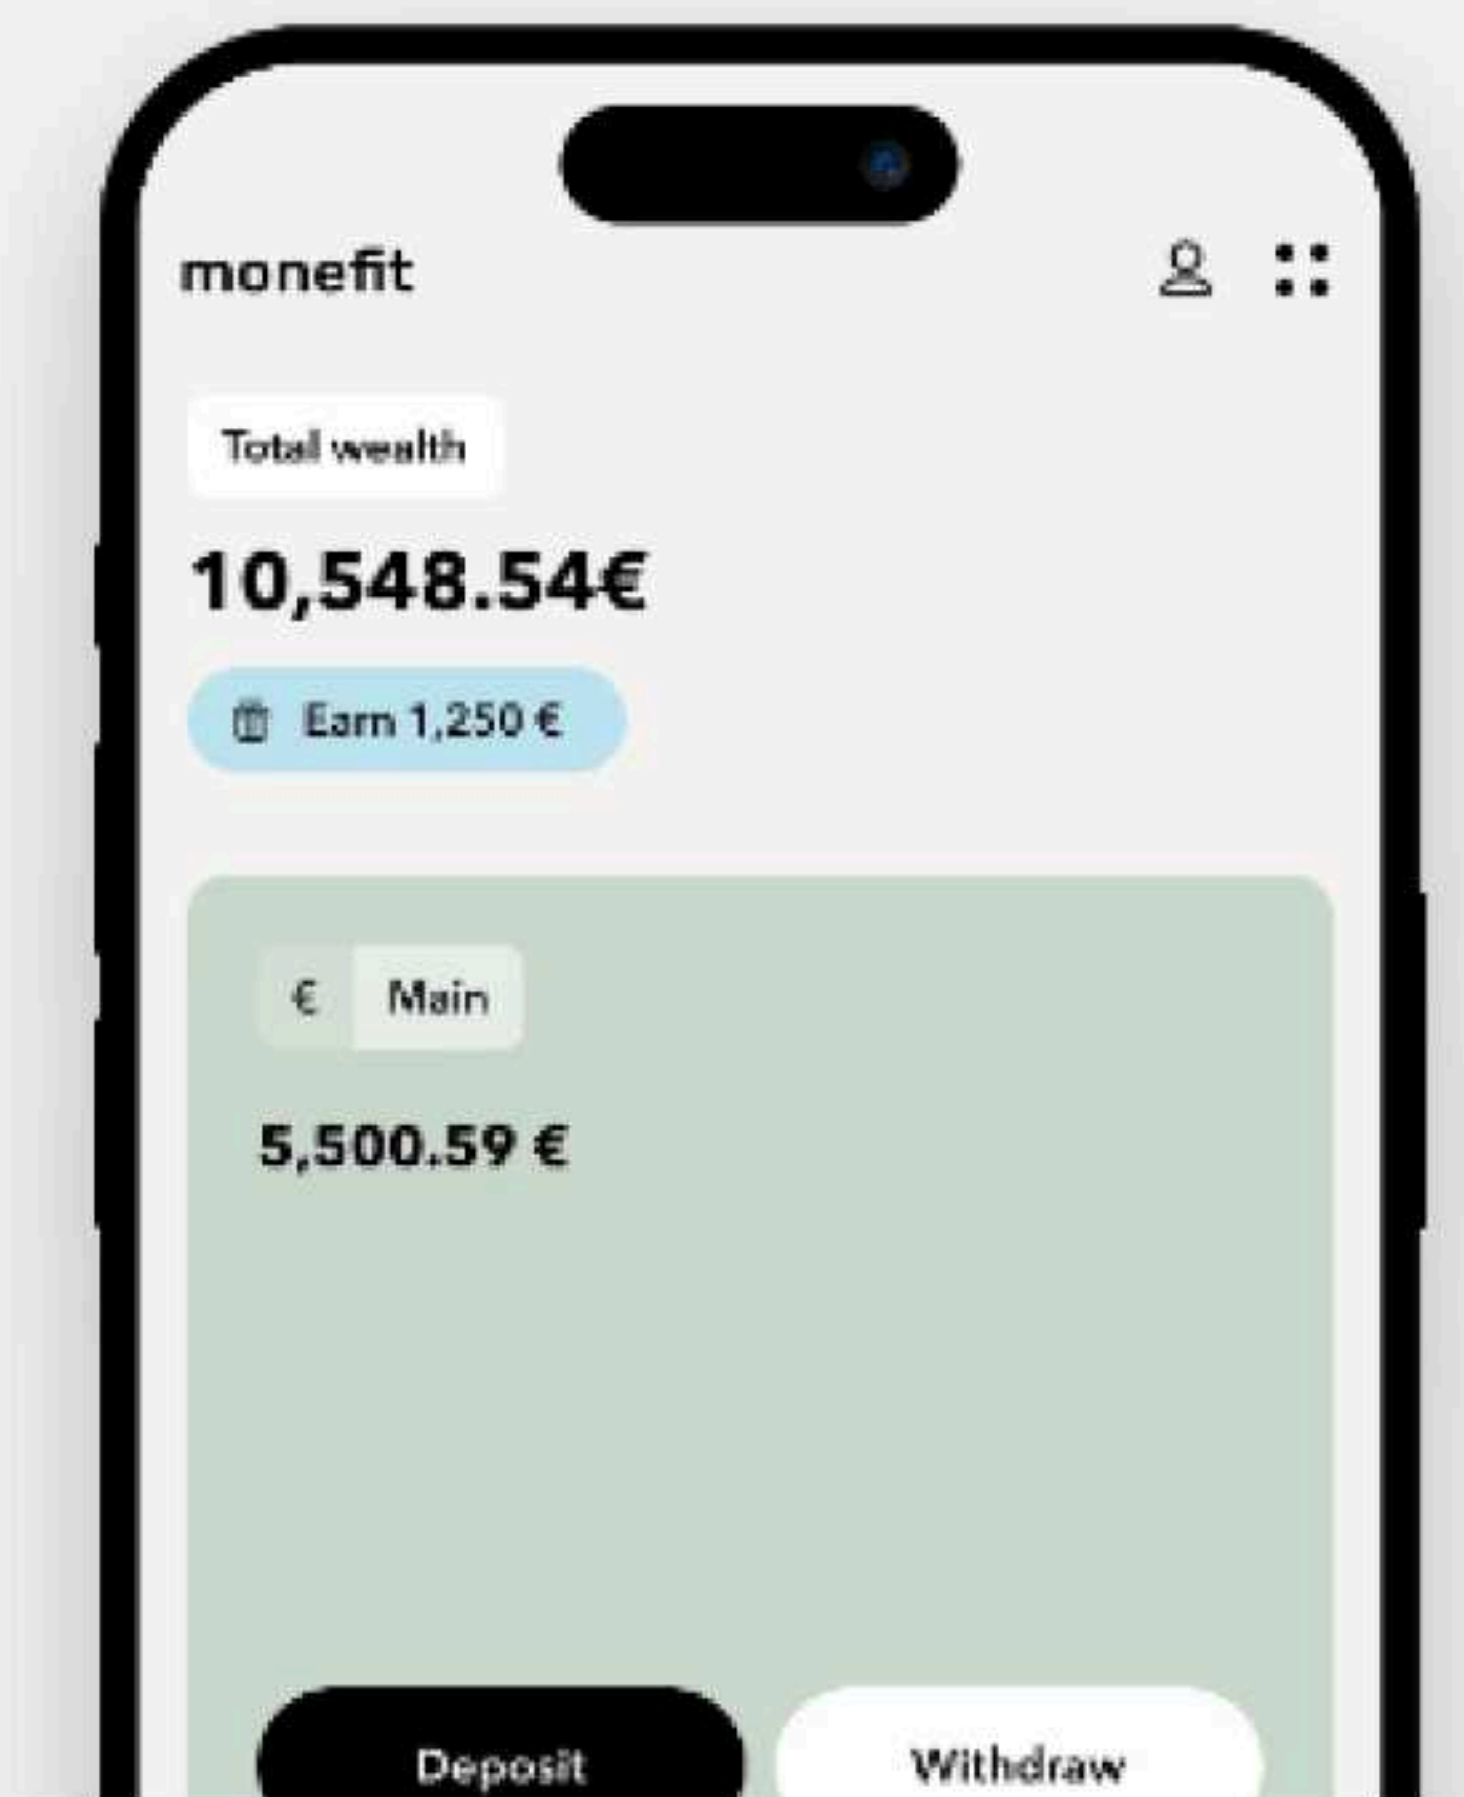 monefit
Total wealth
10,548.54€
Earn 1,250 €
€ Main
5,500.59 €
Deposit Withdraw